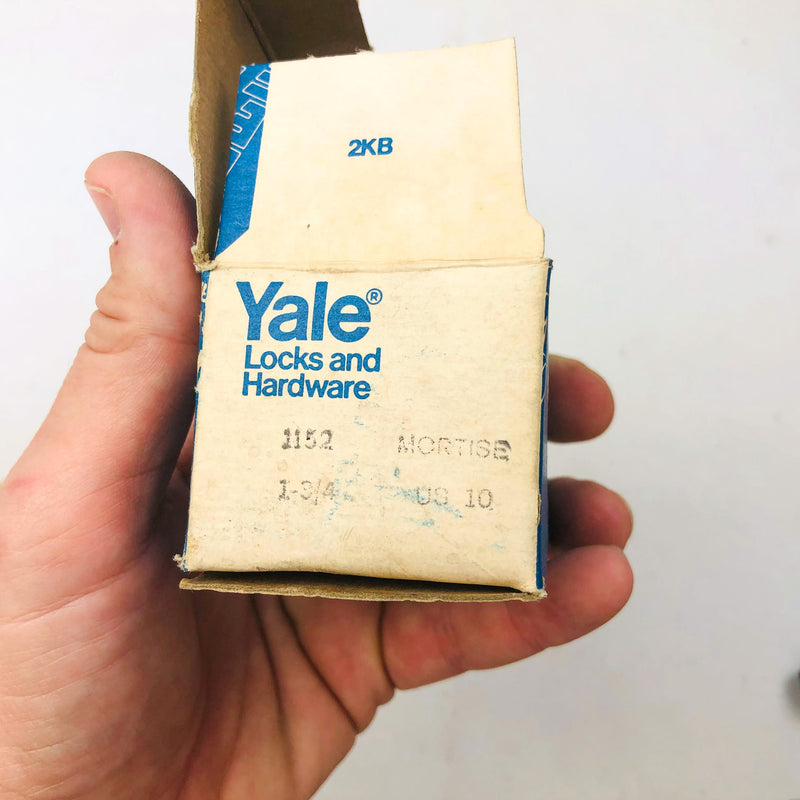 2KB
Yale®
Locks and
Hardware
1152 MORTISE
1-3/4 US 10